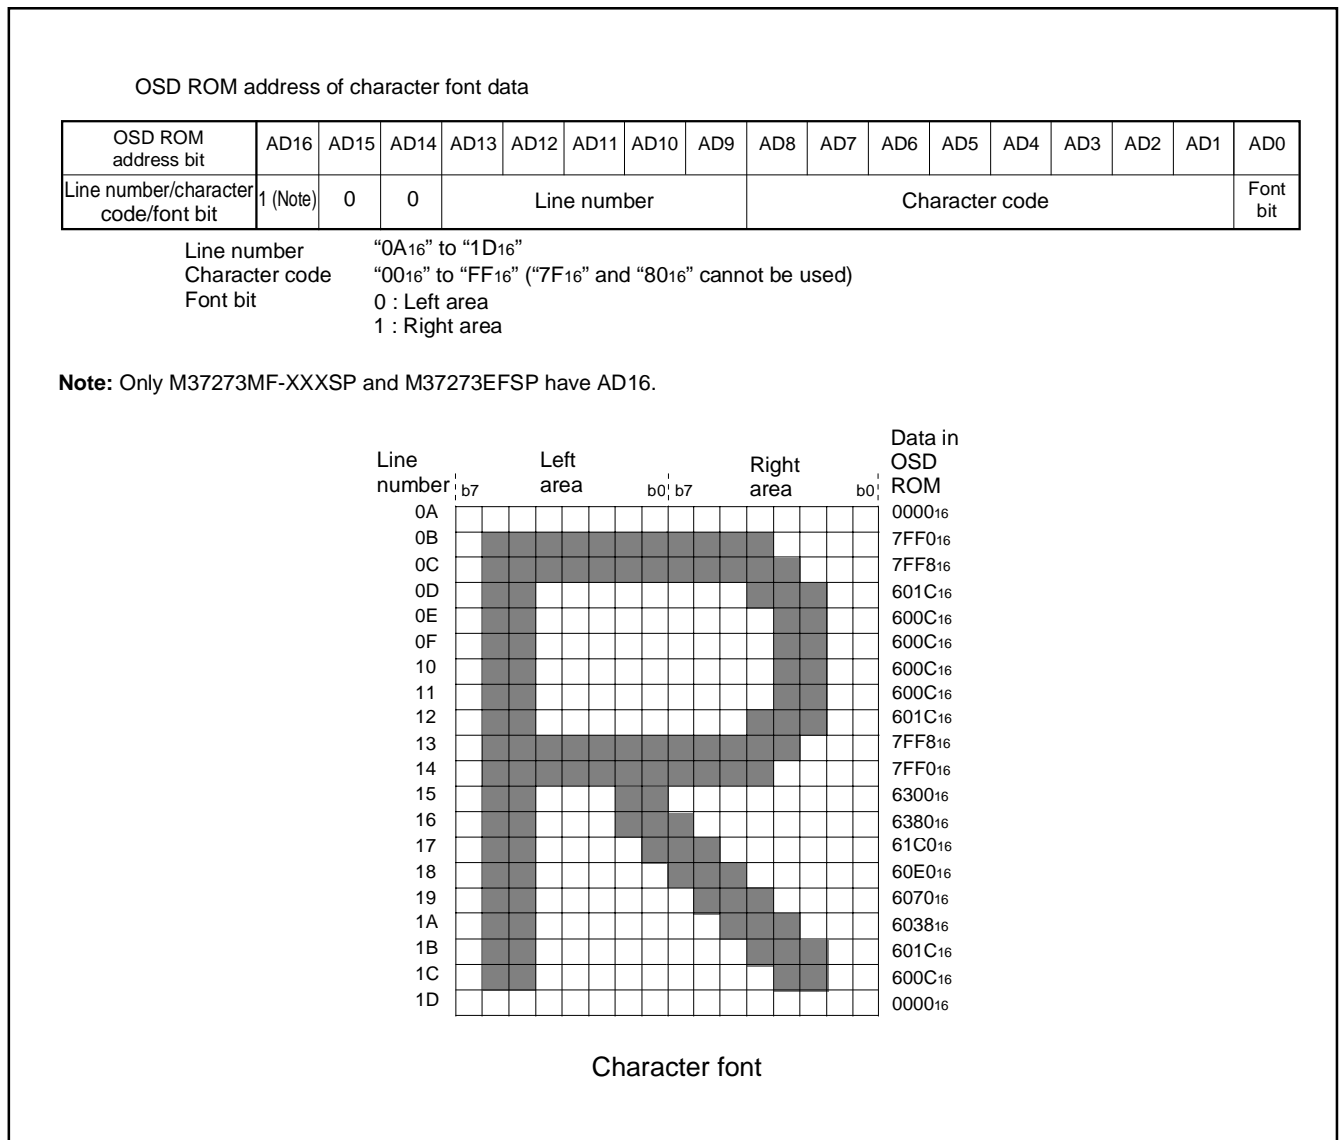 OSD ROM address of character font data
OSD ROM address bit AD16 AD15 AD14 AD13 AD12 AD11 AD10 AD9 AD8 AD7 AD6 AD5 AD4 AD3 AD2 AD1 AD0
Line number/character code/font bit 1 (Note) 0 0 Line number Character code Font bit
Line number “0A16” to “1D16”
Character code “0016” to “FF16” (“7F16” and “8016” cannot be used)
Font bit 0 : Left area
1 : Right area
Note: Only M37273MF-XXXSP and M37273EFSP have AD16.
Line number Left area Right area Data in OSD ROM
b7 b0 b7 b0
0A 000016
0B 7FF016
0C 7FF816
0D 601C16
0E 600C16
0F 600C16
10 600C16
11 600C16
12 601C16
13 7FF816
14 7FF016
15 630016
16 638016
17 61C016
18 60E016
19 607016
1A 603816
1B 601C16
1C 600C16
1D 000016
Character font